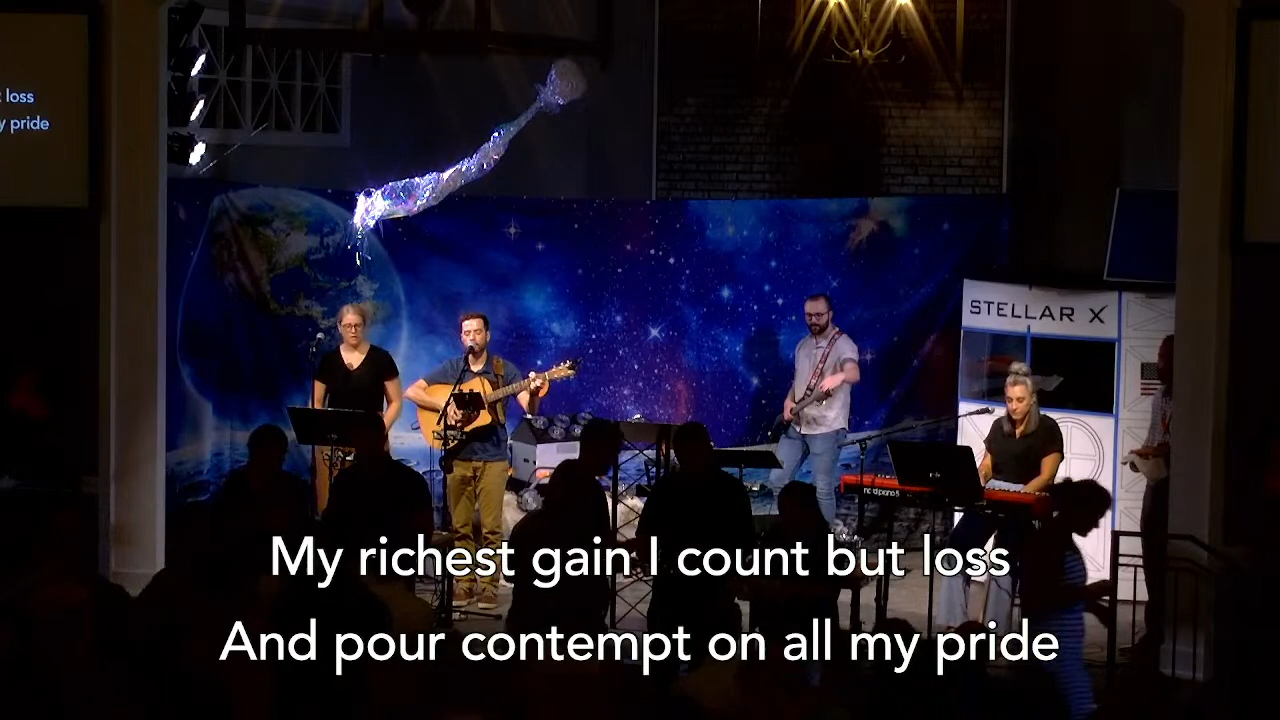 loss
y pride
STELLAR X
nord piano 5
My richest gain I count but loss
And pour contempt on all my pride